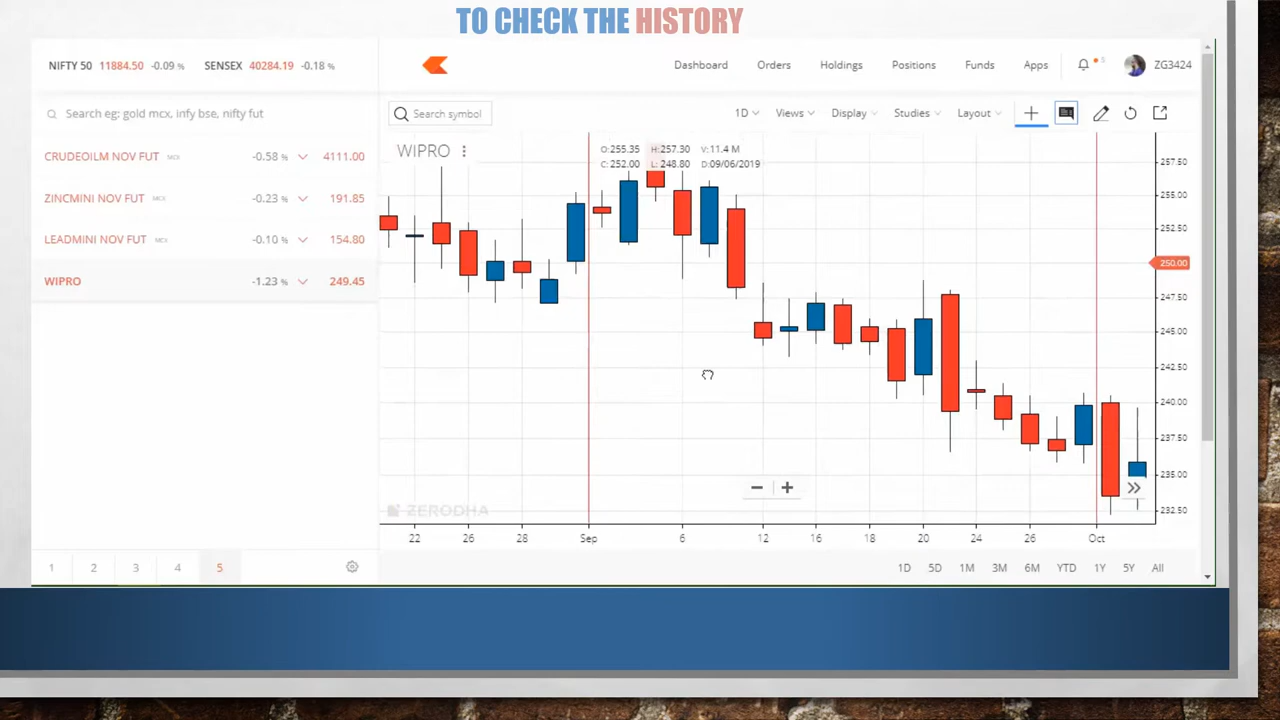 TO CHECK THE HISTORY
NIFTY 50 11884.50 -0.09 % SENSEX 40284.19 -0.18 %
Dashboard Orders Holdings Positions Funds Apps 5 ZG3424
Search eg: gold mcx, infy bse, nifty fut
Search symbol 1D Views Display Studies Layout
CRUDEOILM NOV FUT MCX -0.58 % 4111.00
ZINCMINI NOV FUT MCX -0.23 % 191.85
LEADMINI NOV FUT MCX -0.10 % 154.80
WIPRO -1.23 % 249.45
WIPRO
O:255.35 H:257.30 V:11.4 M
C:252.00 L:248.80 D:09/06/2019
257.50
255.00
252.50
250.00
247.50
245.00
242.50
240.00
237.50
235.00
232.50
ZERODHA
22 26 28 Sep 6 12 16 18 20 24 26 Oct
1 2 3 4 5
1D 5D 1M 3M 6M YTD 1Y 5Y All